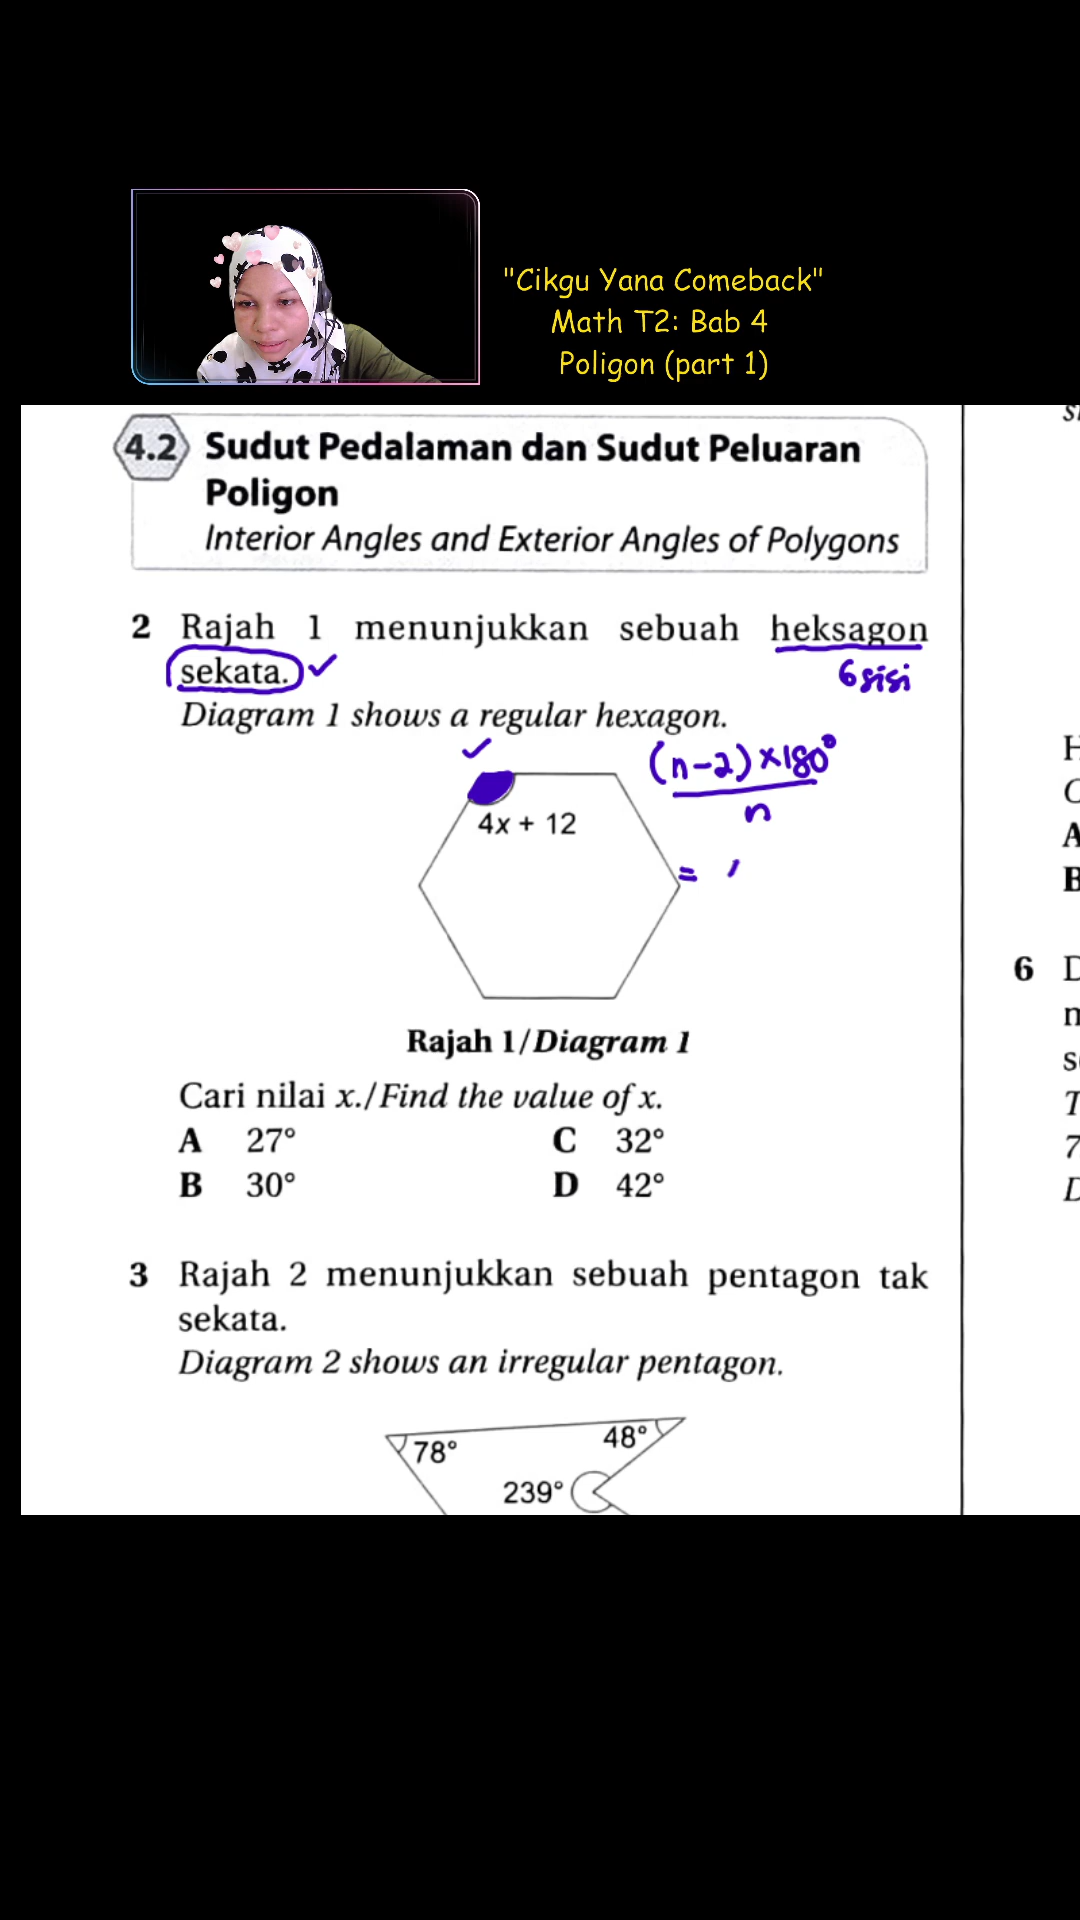 "Cikgu Yana Comeback"
Math T2: Bab 4
Poligon (part 1)
4.2 Sudut Pedalaman dan Sudut Peluaran
Poligon
Interior Angles and Exterior Angles of Polygons
2 Rajah 1 menunjukkan sebuah heksagon
sekata.
6 sisi
Diagram 1 shows a regular hexagon.
(n-2) × 180°
n
=
4x + 12
Rajah 1/Diagram 1
Cari nilai x./Find the value of x.
A 27° C 32°
B 30° D 42°
3 Rajah 2 menunjukkan sebuah pentagon tak
sekata.
Diagram 2 shows an irregular pentagon.
78° 48°
239°
A
B
6